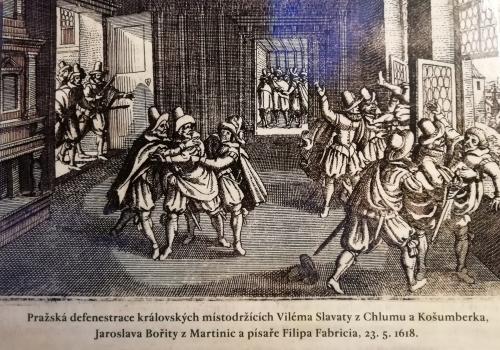 Pražská defenestrace královských místodržících Viléma Slavaty z Chlumu a Košumberka,
Jaroslava Bořity z Martinic a písaře Filipa Fabricia, 23. 5. 1618.